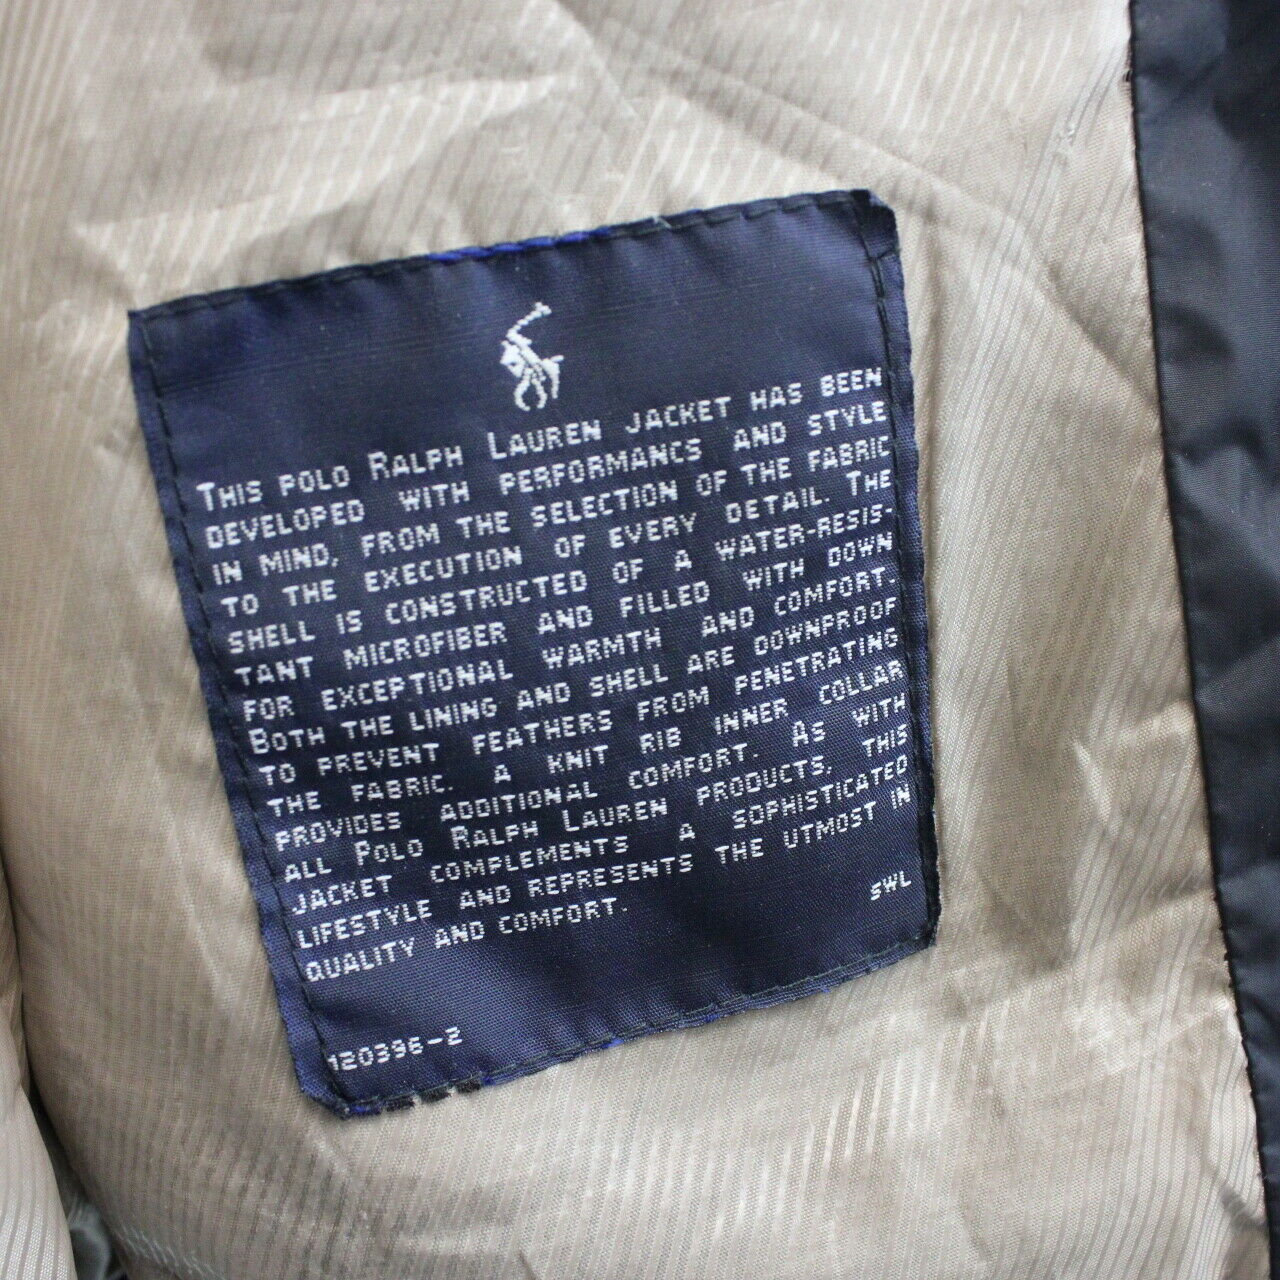 This polo Ralph Lauren jacket has been
developed with performancs and style
in mind, from the selection of the fabric
to the execution of every detail. The
shell is constructed of a water-resis-
tant microfiber and filled with down
for exceptional warmth and comfort.
Both the lining and shell are downproof
to prevent feathers from penetrating
the fabric. A knit rib inner collar
provides additional comfort. As with
all Polo Ralph Lauren products, this
jacket complements a sophisticated
lifestyle and represents the utmost in
quality and comfort.
SWL
120396-2